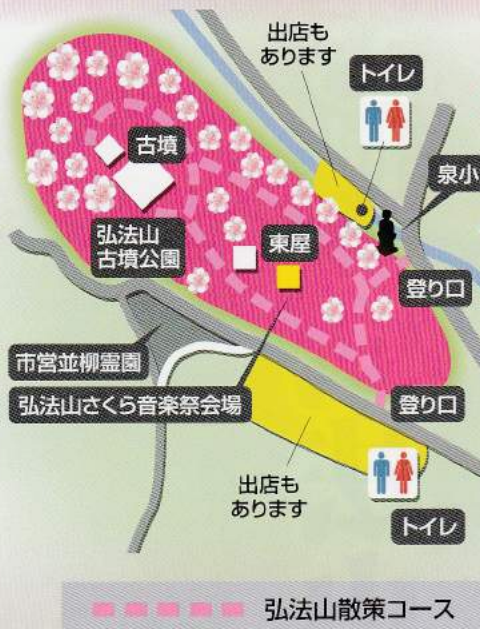 出店も
あります
トイレ
古墳
泉小
弘法山
古墳公園
東屋
登り口
市営並柳霊園
弘法山さくら音楽祭会場
登り口
出店も
あります
トイレ
弘法山散策コース